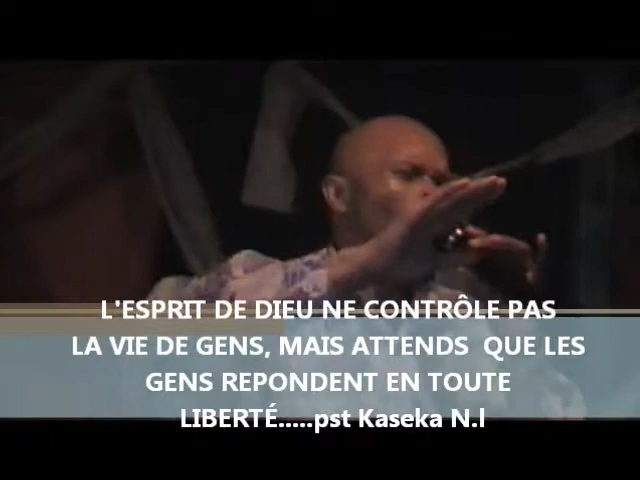 L'ESPRIT DE DIEU NE CONTRÔLE PAS
LA VIE DE GENS, MAIS ATTENDS QUE LES
GENS REPONDENT EN TOUTE
LIBERTÉ.....pst Kaseka N.l